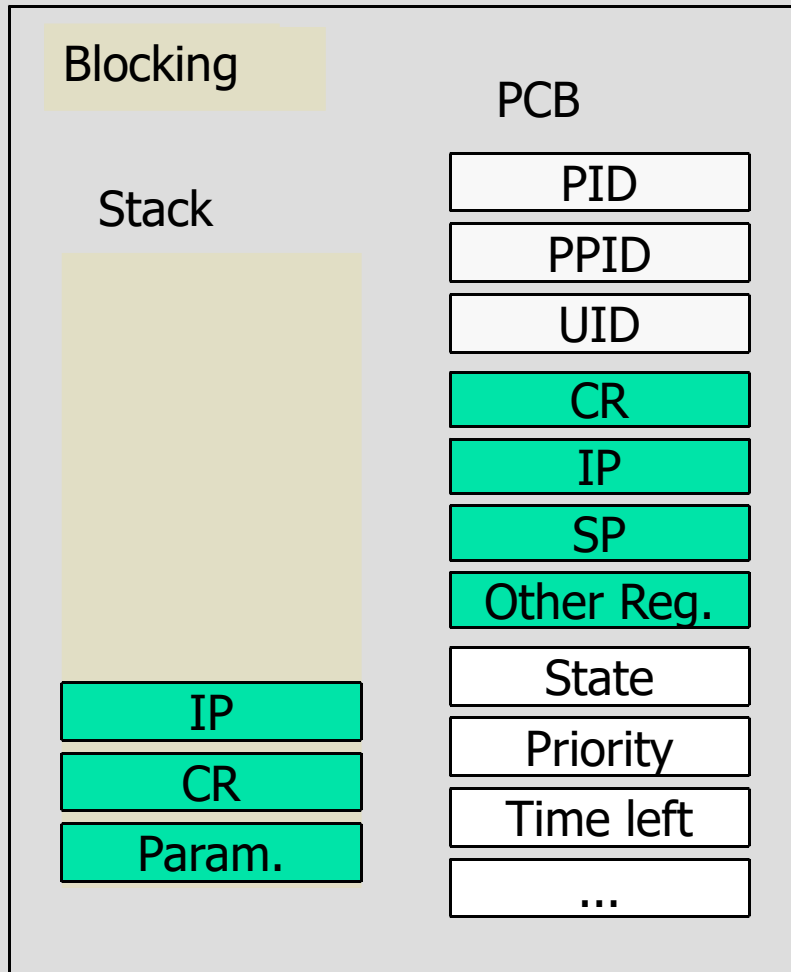 Blocking
Stack
IP
CR
Param.
PCB
PID
PPID
UID
CR
IP
SP
Other Reg.
State
Priority
Time left
...